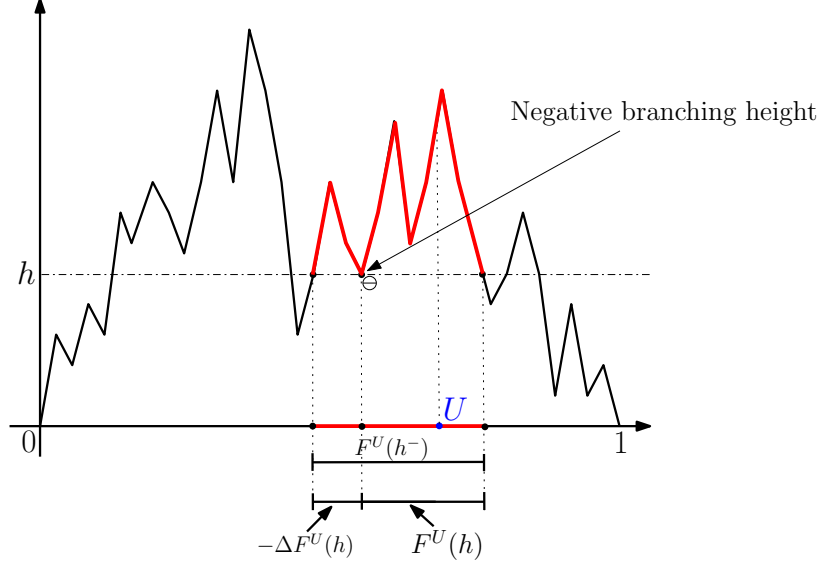 Negative branching height
h
⊖
U
0
1
F^U(h^-)
-ΔF^U(h)
F^U(h)